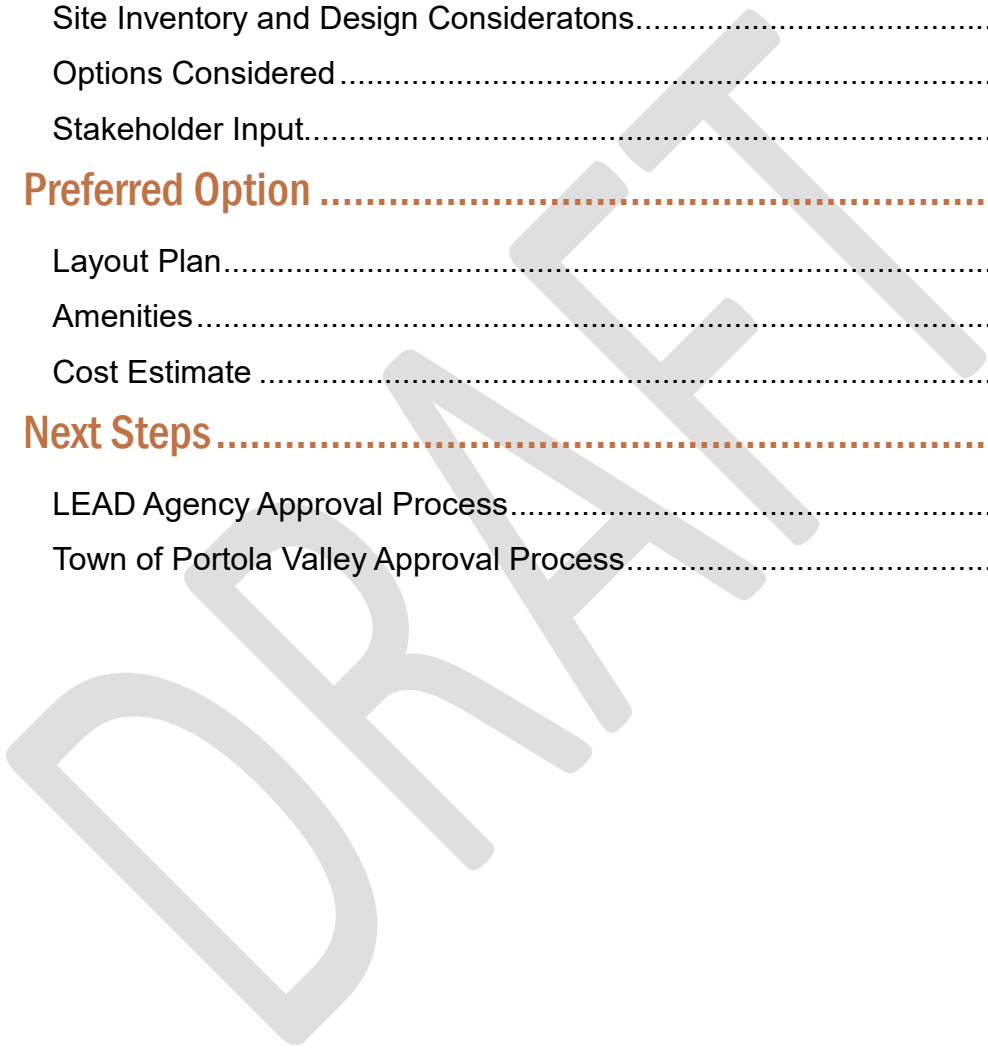 Site Inventory and Design Consideratons
Options Considered
Stakeholder Input
Preferred Option
Layout Plan
Amenities
Cost Estimate
Next Steps
LEAD Agency Approval Process
Town of Portola Valley Approval Process
DRAFT